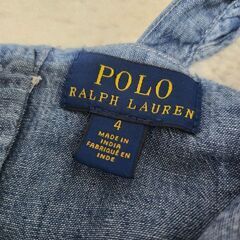 POLO
RALPH LAUREN
4
MADE IN
INDIA
FABRIQUÉ EN
INDE